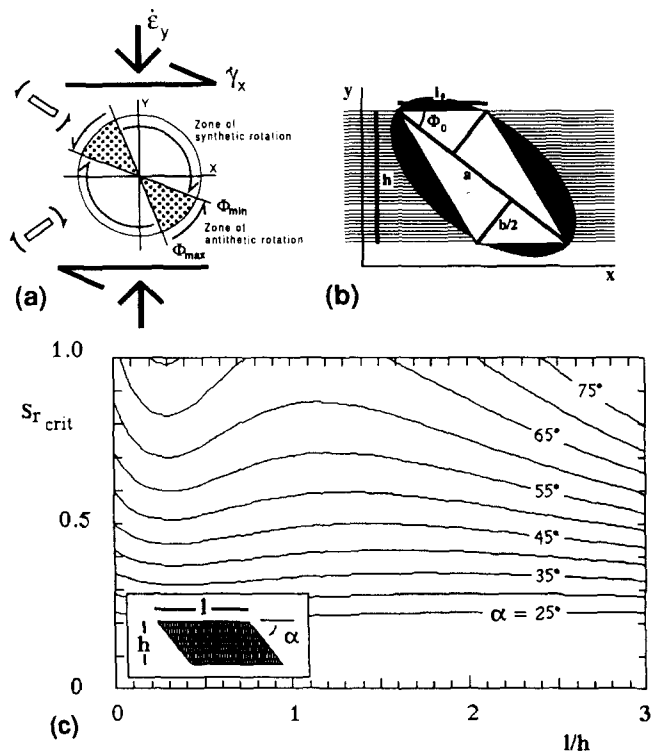 ε̇y
γ̇x
Y
Zone of
synthetic rotation
X
Φmin
Zone of
antithetic rotation
Φmax
(a)
y
Φo
h
a
b/2
x
(b)
1.0
Sr crit
75°
65°
55°
0.5
45°
35°
l
α
h
α = 25°
0
(c)
0
1
2
3
l/h